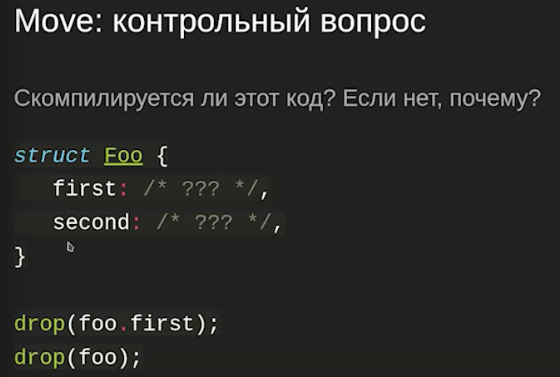 Move: контрольный вопрос
Скомпилируется ли этот код? Если нет, почему?
struct Foo {
first: /* ??? */,
second: /* ??? */,
}
drop(foo.first);
drop(foo);